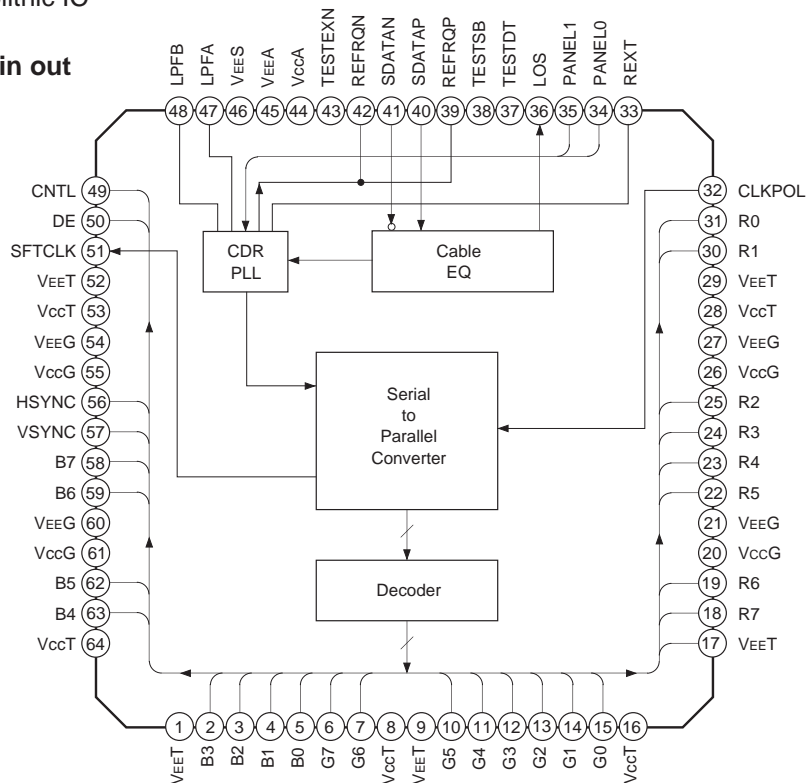 in out
LPFB
LPFA
VEES
VEEA
VccA
TESTEXN
REFRQN
SDATAN
SDATAP
REFRQP
TESTSB
TESTDT
LOS
PANEL1
PANEL0
REXT
48 47 46 45 44 43 42 41 40 39 38 37 36 35 34 33
CNTL 49
DE 50
SFTCLK 51
VEET 52
VccT 53
VEEG 54
VccG 55
HSYNC 56
VSYNC 57
B7 58
B6 59
VEEG 60
VccG 61
B5 62
B4 63
VccT 64
CDR
PLL
Cable
EQ
Serial
to
Parallel
Converter
Decoder
32 CLKPOL
31 R0
30 R1
29 VEET
28 VccT
27 VEEG
26 VccG
25 R2
24 R3
23 R4
22 R5
21 VEEG
20 VccG
19 R6
18 R7
17 VEET
1 2 3 4 5 6 7 8 9 10 11 12 13 14 15 16
VEET
B3
B2
B1
B0
G7
G6
VccT
VEET
G5
G4
G3
G2
G1
G0
VccT